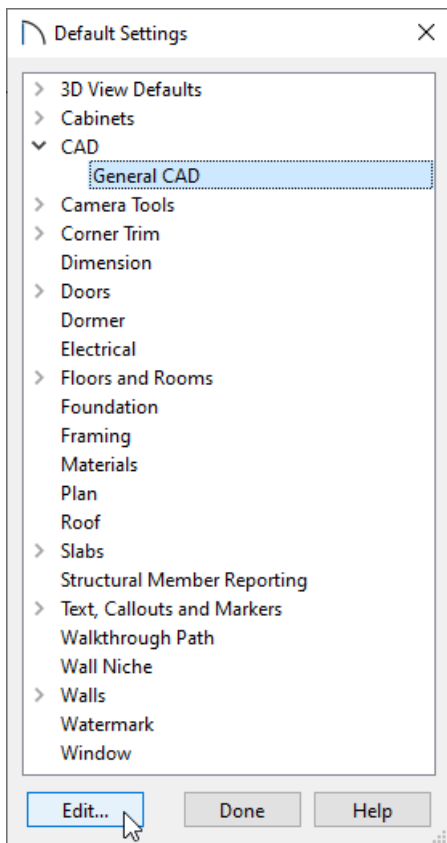 Default Settings
3D View Defaults
Cabinets
CAD
General CAD
Camera Tools
Corner Trim
Dimension
Doors
Dormer
Electrical
Floors and Rooms
Foundation
Framing
Materials
Plan
Roof
Slabs
Structural Member Reporting
Text, Callouts and Markers
Walkthrough Path
Wall Niche
Walls
Watermark
Window
Edit... Done Help